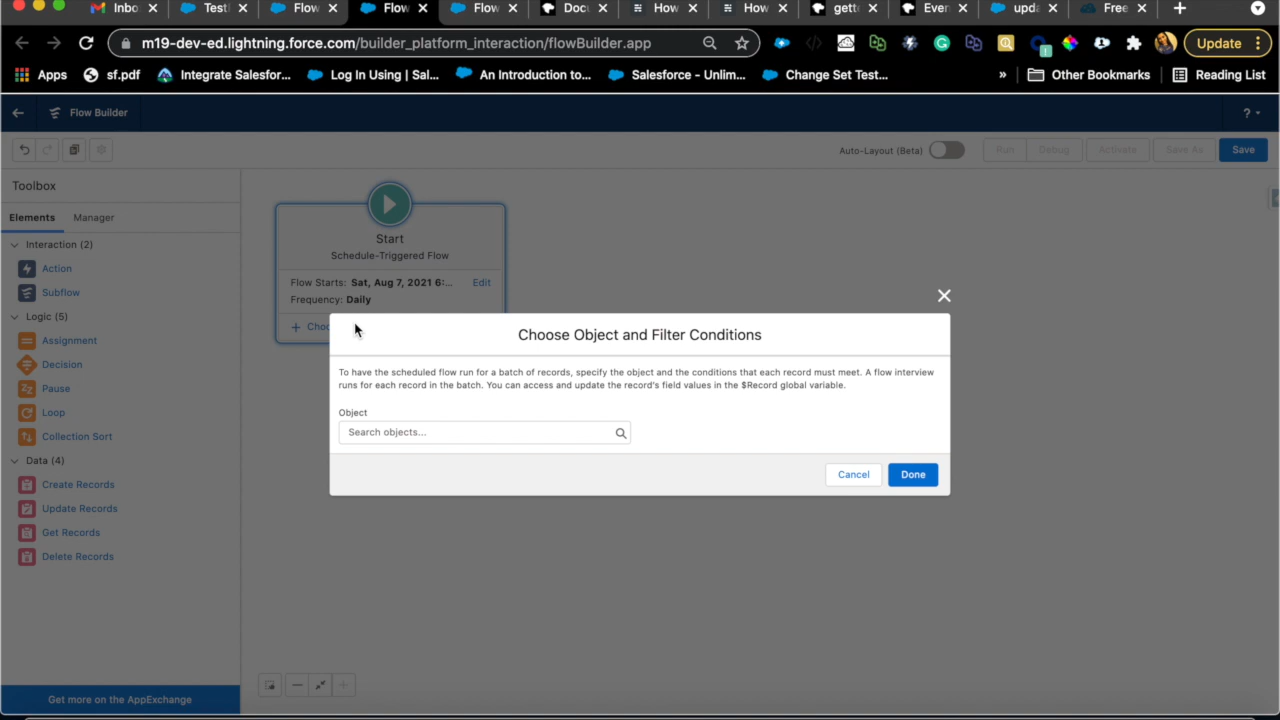 Inbo
Test
Flow
Flow
Flow
Docu
How
How
gett
Even
upda
Free
m19-dev-ed.lightning.force.com/builder_platform_interaction/flowBuilder.app
Update
Apps
sf.pdf
Integrate Salesfor...
Log In Using | Sal...
An Introduction to...
Salesforce - Unlim...
Change Set Test...
»
Other Bookmarks
Reading List
Flow Builder
?
Auto-Layout (Beta)
Run
Debug
Activate
Save As
Save
Toolbox
Elements
Manager
Interaction (2)
Action
Subflow
Logic (5)
Assignment
Decision
Pause
Loop
Collection Sort
Data (4)
Create Records
Update Records
Get Records
Delete Records
Get more on the AppExchange
Start
Schedule-Triggered Flow
Flow Starts: Sat, Aug 7, 2021 6:...
Edit
Frequency: Daily
+ Choo
Choose Object and Filter Conditions
To have the scheduled flow run for a batch of records, specify the object and the conditions that each record must meet. A flow interview
runs for each record in the batch. You can access and update the record's field values in the $Record global variable.
Object
Search objects...
Cancel
Done